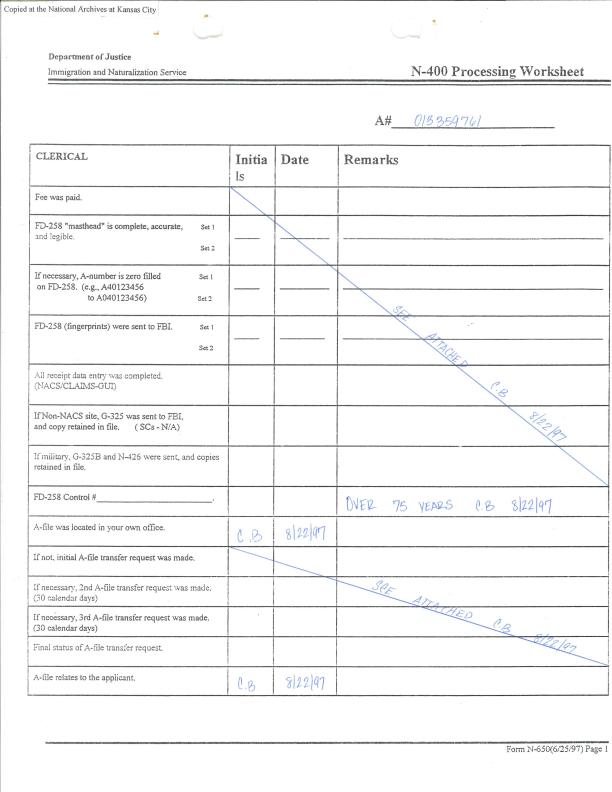 Copied at the National Archives at Kansas City
Department of Justice
Immigration and Naturalization Service
N-400 Processing Worksheet
A# 013359761
CLERICAL
Initia
ls
Date
Remarks
Fee was paid.
FD-258 "masthead" is complete, accurate, Set 1
and legible.
Set 2
If necessary, A-number is zero filled Set 1
on FD-258. (e.g., A40123456
to A040123456) Set 2
FD-258 (fingerprints) were sent to FBI. Set 1
Set 2
SEE ATTACHED C.B 8/22/97
All receipt data entry was completed.
(NACS/CLAIMS-GUI)
If Non-NACS site, G-325 was sent to FBI,
and copy retained in file. ( SCs - N/A)
If military, G-325B and N-426 were sent, and copies
retained in file.
FD-258 Control #____________________. OVER 75 YEARS C.B 8/22/97
A-file was located in your own office. C.B 8/22/97
If not, initial A-file transfer request was made.
If necessary, 2nd A-file transfer request was made.
(30 calendar days)
SEE ATTACHED C.B 8/22/97
If necessary, 3rd A-file transfer request was made.
(30 calendar days)
Final status of A-file transfer request.
A-file relates to the applicant. C.B 8/22/97
Form N-650(6/25/97) Page 1